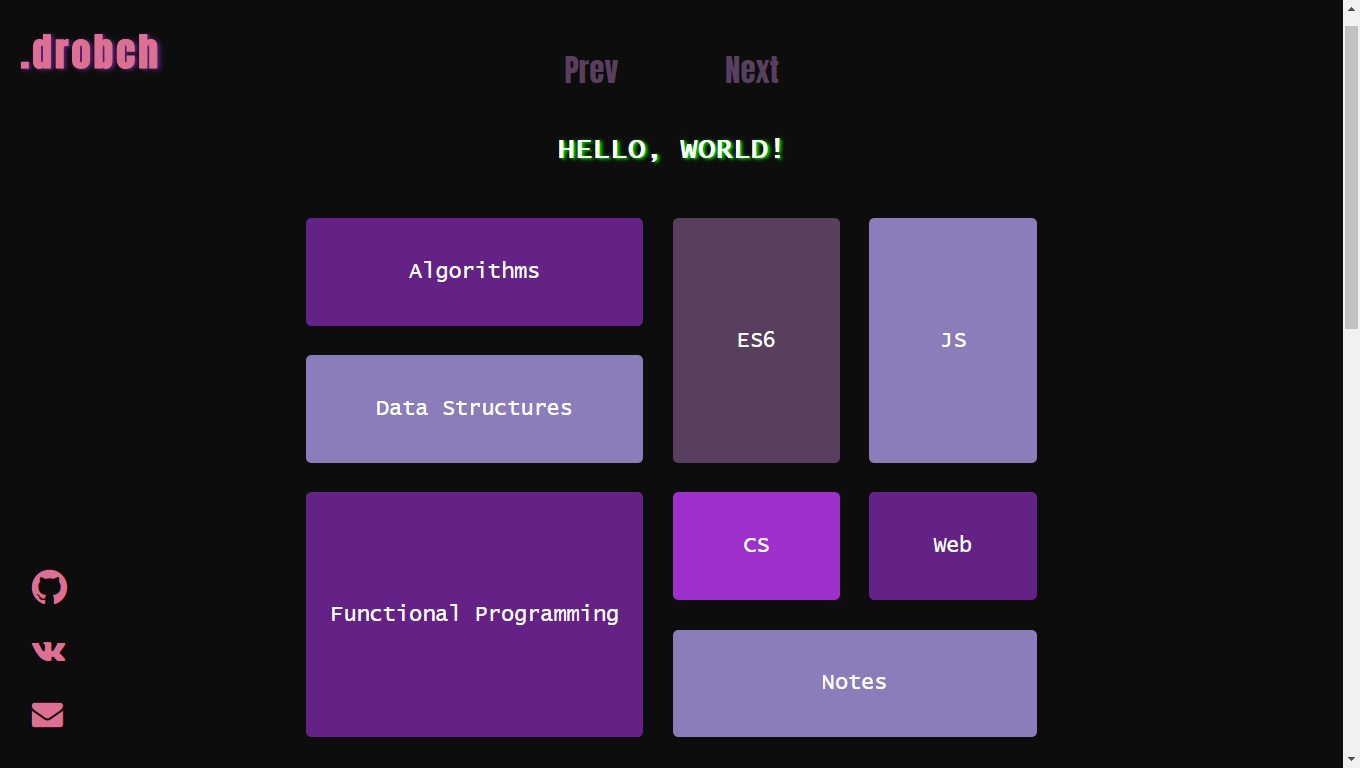 .drobch
Prev Next
HELLO, WORLD!
Algorithms
ES6
JS
Data Structures
CS
Web
Functional Programming
Notes